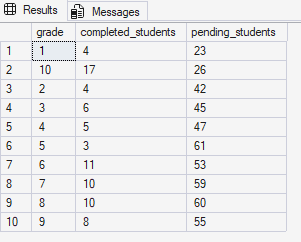 Results Messages
grade completed_students pending_students
1 1 4 23
2 10 17 26
3 2 4 42
4 3 6 45
5 4 5 47
6 5 3 61
7 6 11 53
8 7 10 59
9 8 10 60
10 9 8 55